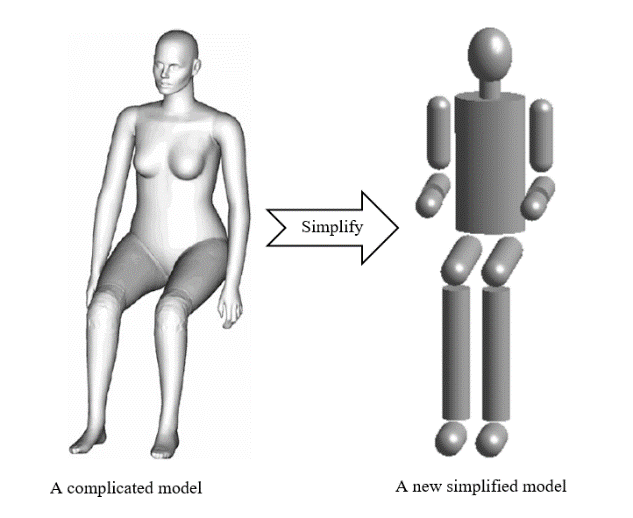 Simplify
A complicated model
A new simplified model